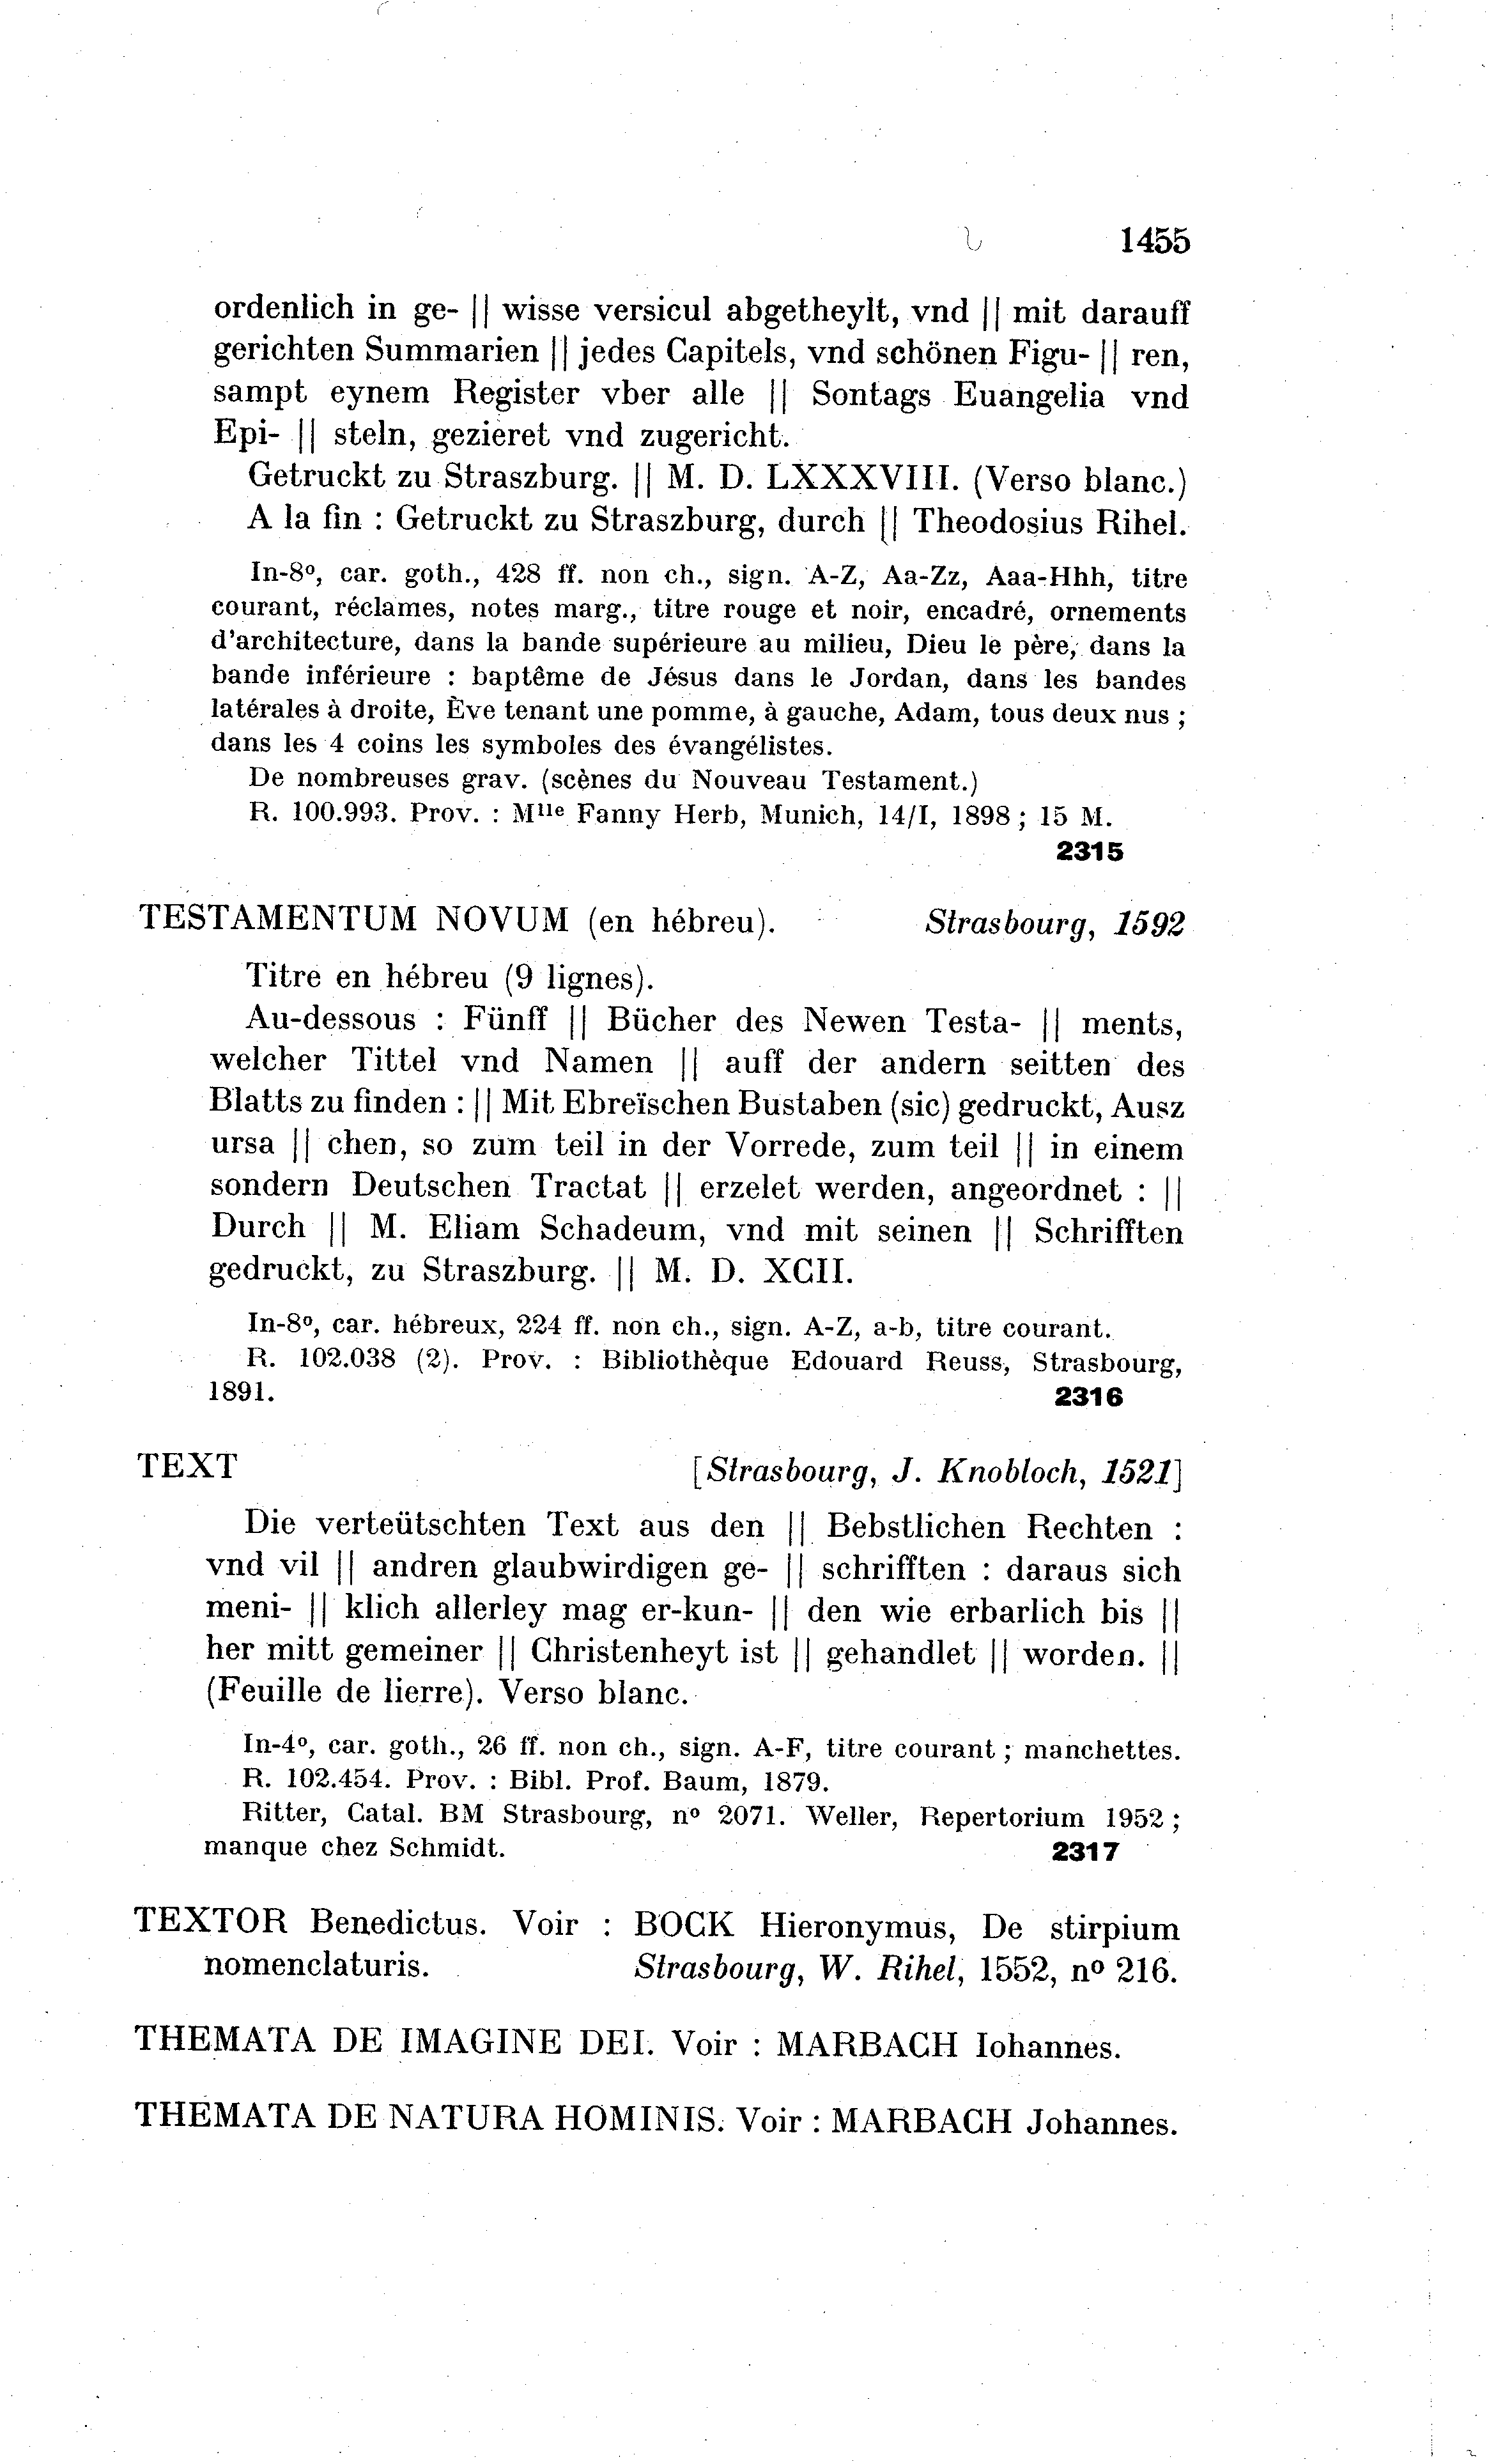 1455
ordenlich in ge- || wisse versicul abgetheylt, vnd || mit darauff
gerichten Summarien || jedes Capitels, vnd schönen Figu- || ren,
sampt eynem Register vber alle || Sontags Euangelia vnd
Epi- || steln, gezieret vnd zugericht.
Getruckt zu Straszburg. || M. D. LXXXVIII. (Verso blanc.)
A la fin : Getruckt zu Straszburg, durch || Theodosius Rihel.
In-8º, car. goth., 428 ff. non ch., sign. A-Z, Aa-Zz, Aaa-Hhh, titre
courant, réclames, notes marg., titre rouge et noir, encadré, ornements
d'architecture, dans la bande supérieure au milieu, Dieu le père, dans la
bande inférieure : baptême de Jésus dans le Jordan, dans les bandes
latérales à droite, Ève tenant une pomme, à gauche, Adam, tous deux nus ;
dans les 4 coins les symboles des évangélistes.
De nombreuses grav. (scènes du Nouveau Testament.)
R. 100.993. Prov. : Mlle Fanny Herb, Munich, 14/I, 1898 ; 15 M.
2315
TESTAMENTUM NOVUM (en hébreu). Strasbourg, 1592
Titre en hébreu (9 lignes).
Au-dessous : Fünff || Bücher des Newen Testa- || ments,
welcher Tittel vnd Namen || auff der andern seitten des
Blatts zu finden : || Mit Ebreïschen Bustaben (sic) gedruckt, Ausz
ursa || chen, so zum teil in der Vorrede, zum teil || in einem
sondern Deutschen Tractat || erzelet werden, angeordnet : ||
Durch || M. Eliam Schadeum, vnd mit seinen || Schrifften
gedruckt, zu Straszburg. || M. D. XCII.
In-8º, car. hébreux, 224 ff. non ch., sign. A-Z, a-b, titre courant.
R. 102.038 (2). Prov. : Bibliothèque Edouard Reuss, Strasbourg,
1891. 2316
TEXT [Strasbourg, J. Knobloch, 1521]
Die verteütschten Text aus den || Bebstlichen Rechten :
vnd vil || andren glaubwirdigen ge- || schrifften : daraus sich
meni- || klich allerley mag er-kun- || den wie erbarlich bis ||
her mitt gemeiner || Christenheyt ist || gehandlet || worden. ||
(Feuille de lierre). Verso blanc.
In-4º, car. goth., 26 ff. non ch., sign. A-F, titre courant ; manchettes.
R. 102.454. Prov. : Bibl. Prof. Baum, 1879.
Ritter, Catal. BM Strasbourg, nº 2071. Weller, Repertorium 1952 ;
manque chez Schmidt. 2317
TEXTOR Benedictus. Voir : BOCK Hieronymus, De stirpium
nomenclaturis. Strasbourg, W. Rihel, 1552, nº 216.
THEMATA DE IMAGINE DEI. Voir : MARBACH Iohannes.
THEMATA DE NATURA HOMINIS. Voir : MARBACH Johannes.